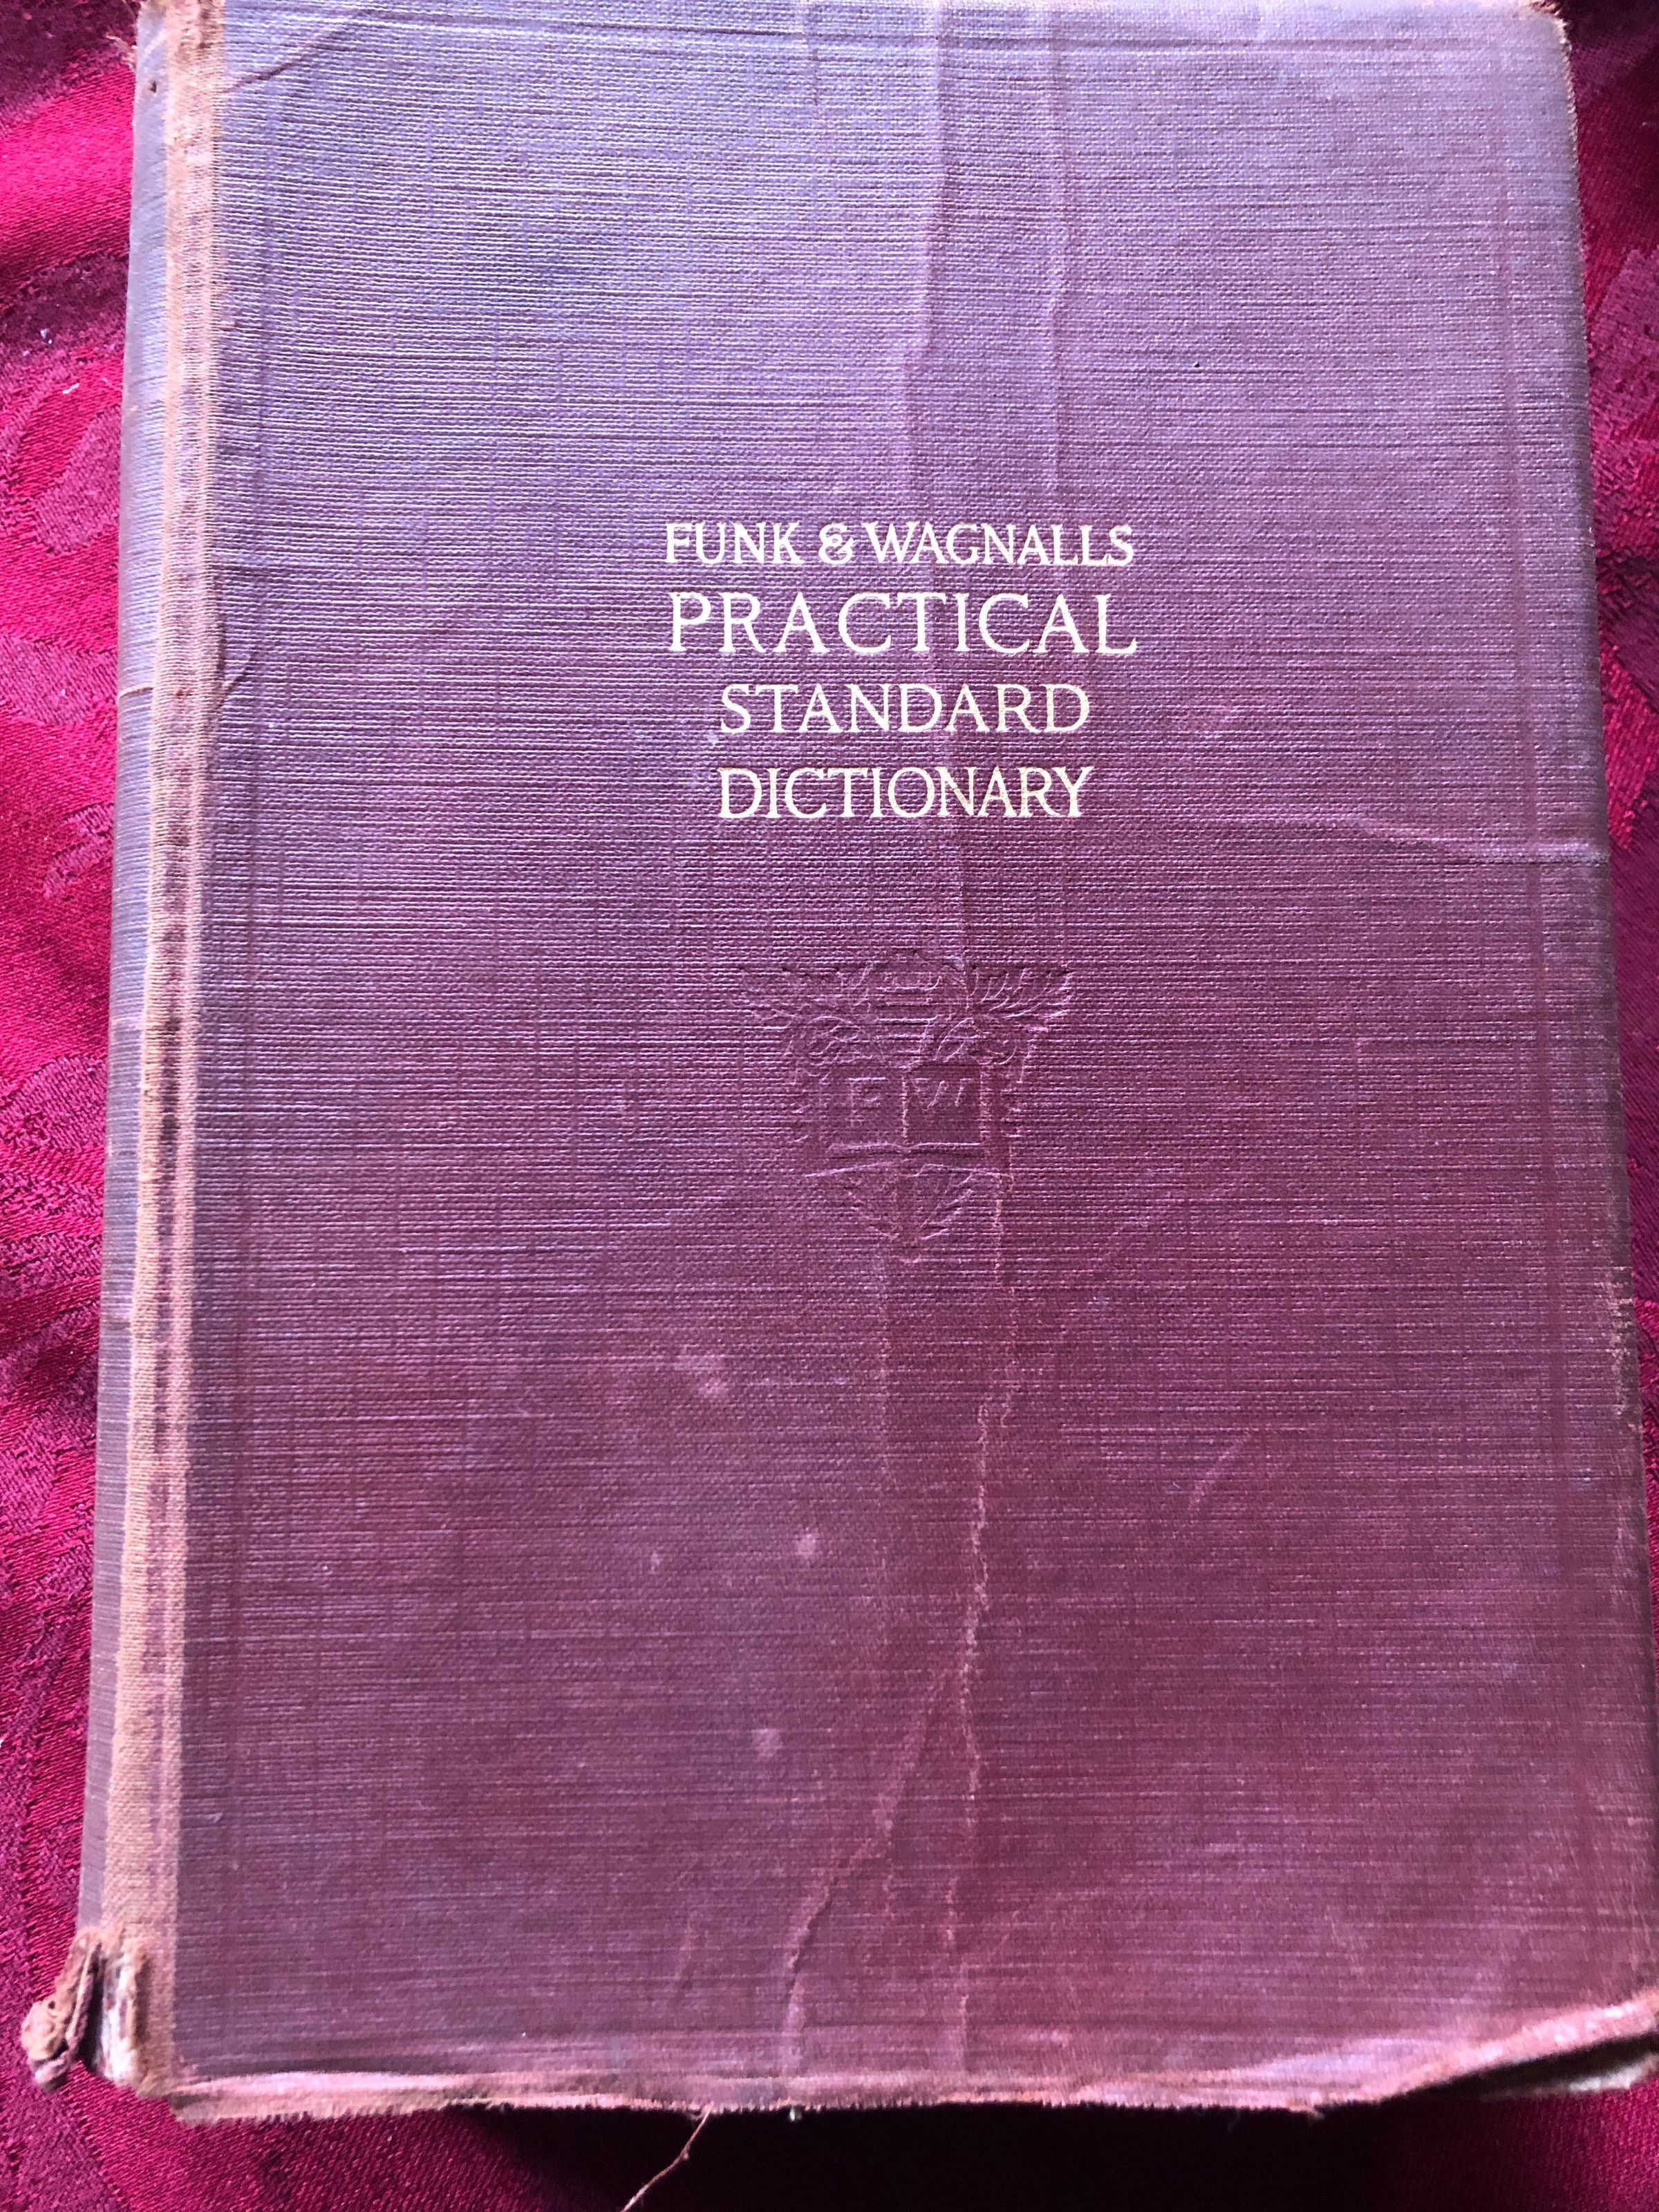 FUNK & WAGNALLS
PRACTICAL
STANDARD
DICTIONARY
F W